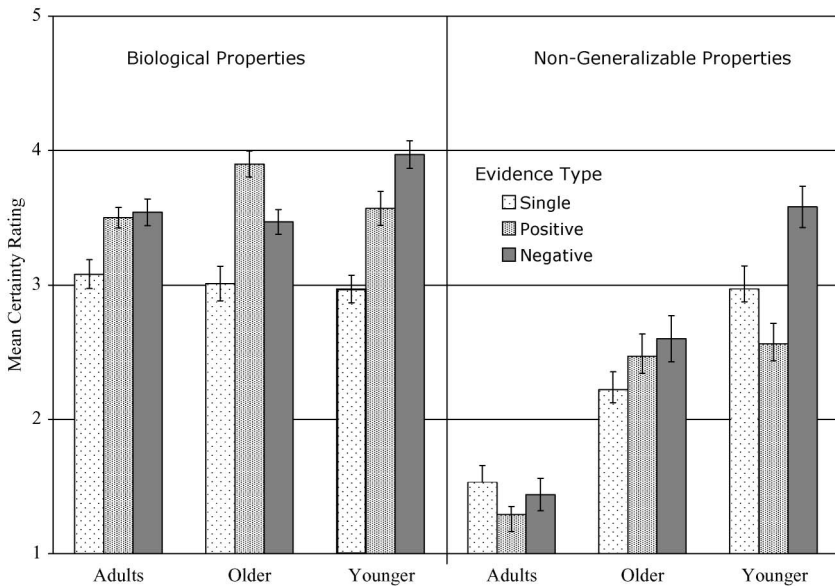 5
Biological Properties
Non-Generalizable Properties
4
Evidence Type
Single
Positive
Negative
Mean Certainty Rating
3
2
1
Adults
Older
Younger
Adults
Older
Younger